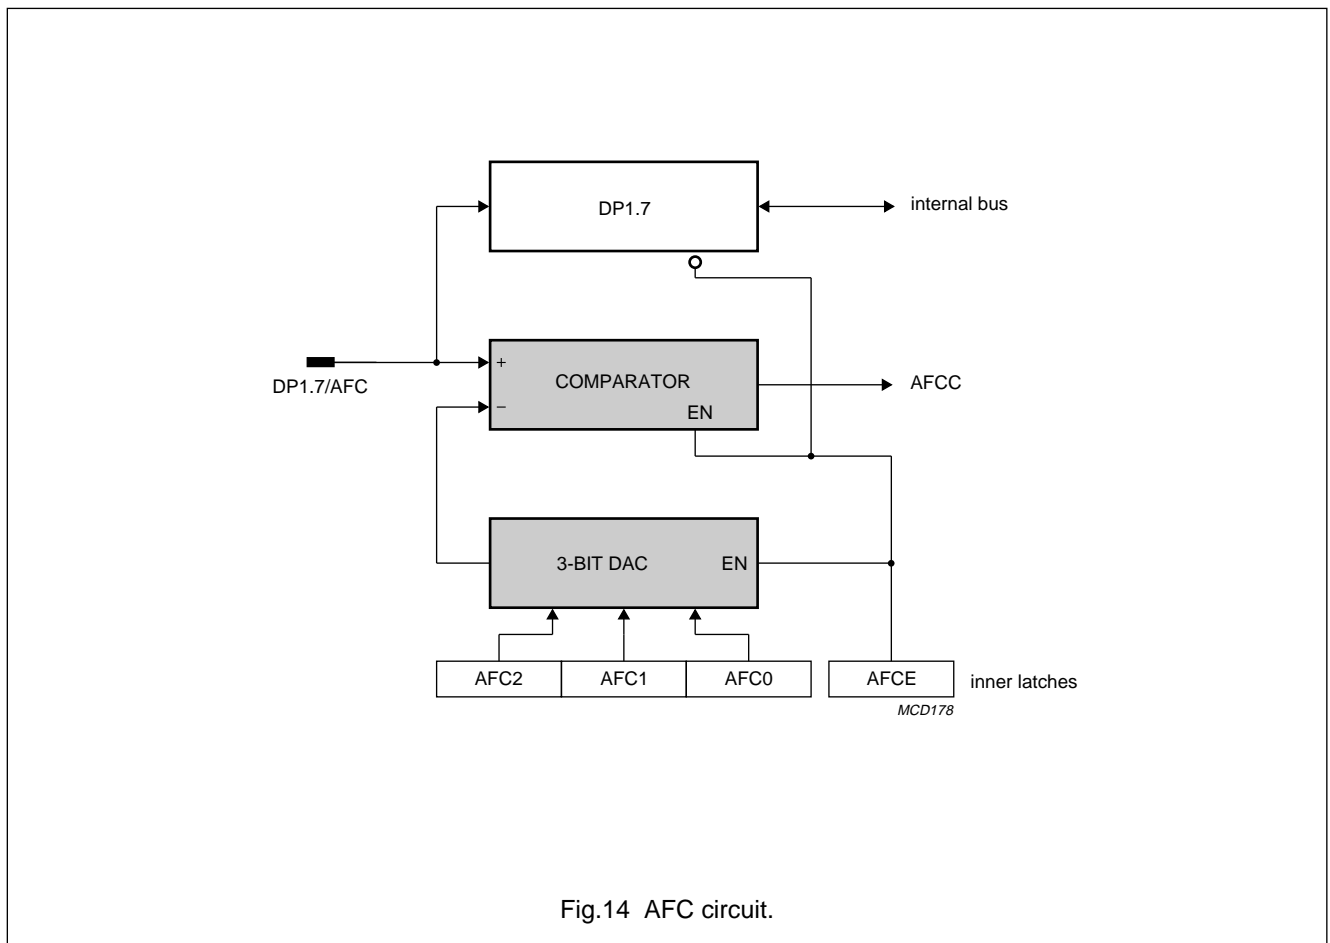 DP1.7
internal bus
+
COMPARATOR
AFCC
DP1.7/AFC
−
EN
3-BIT DAC
EN
AFC2
AFC1
AFC0
AFCE
inner latches
MCD178
Fig.14 AFC circuit.